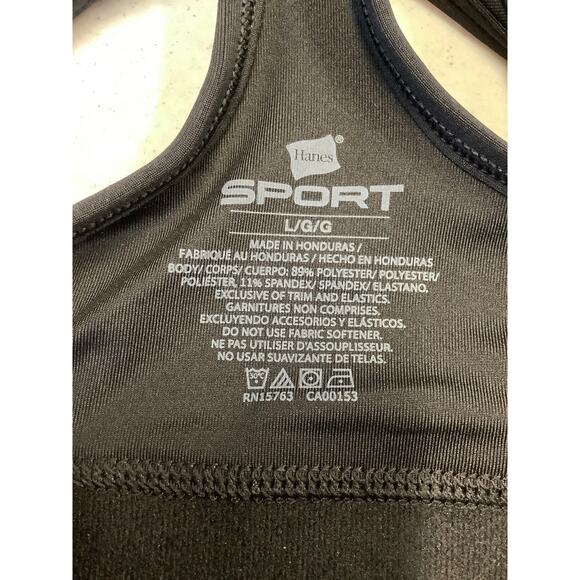 Hanes®
SPORT
L/G/G
MADE IN HONDURAS/
FABRIQUÉ AU HONDURAS/ HECHO EN HONDURAS
BODY/ CORPS/ CUERPO: 89% POLYESTER/ POLYESTER/
POLIÉSTER, 11% SPANDEX/ SPANDEX/ ELASTANO.
EXCLUSIVE OF TRIM AND ELASTICS.
GARNITURES NON COMPRISES.
EXCLUYENDO ACCESORIOS Y ELÁSTICOS.
DO NOT USE FABRIC SOFTENER.
NE PAS UTILISER D'ASSOUPLISSEUR.
NO USAR SUAVIZANTE DE TELAS.
30°C
RN15763 CA00153